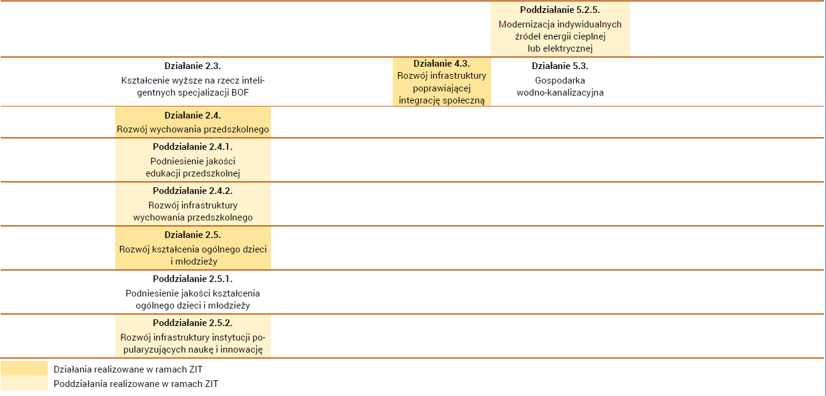 Poddziałanie 5.2.5.
Modernizacja indywidualnych
źródeł energii cieplnej
lub elektrycznej
Działanie 2.3.
Kształcenie wyższe na rzecz inteli-
gentnych specjalizacji BOF
Działanie 4.3.
Rozwój infrastruktury
poprawiającej
integrację społeczną
Działanie 5.3.
Gospodarka
wodno-kanalizacyjna
Działanie 2.4.
Rozwój wychowania przedszkolnego
Poddziałanie 2.4.1.
Podniesienie jakości
edukacji przedszkolnej
Poddziałanie 2.4.2.
Rozwój infrastruktury
wychowania przedszkolnego
Działanie 2.5.
Rozwój kształcenia ogólnego dzieci
i młodzieży
Poddziałanie 2.5.1.
Podniesienie jakości kształcenia
ogólnego dzieci i młodzieży
Poddziałanie 2.5.2.
Rozwój infrastruktury instytucji po-
pularyzujących naukę i innowację
Działania realizowane w ramach ZIT
Poddziałania realizowane w ramach ZIT